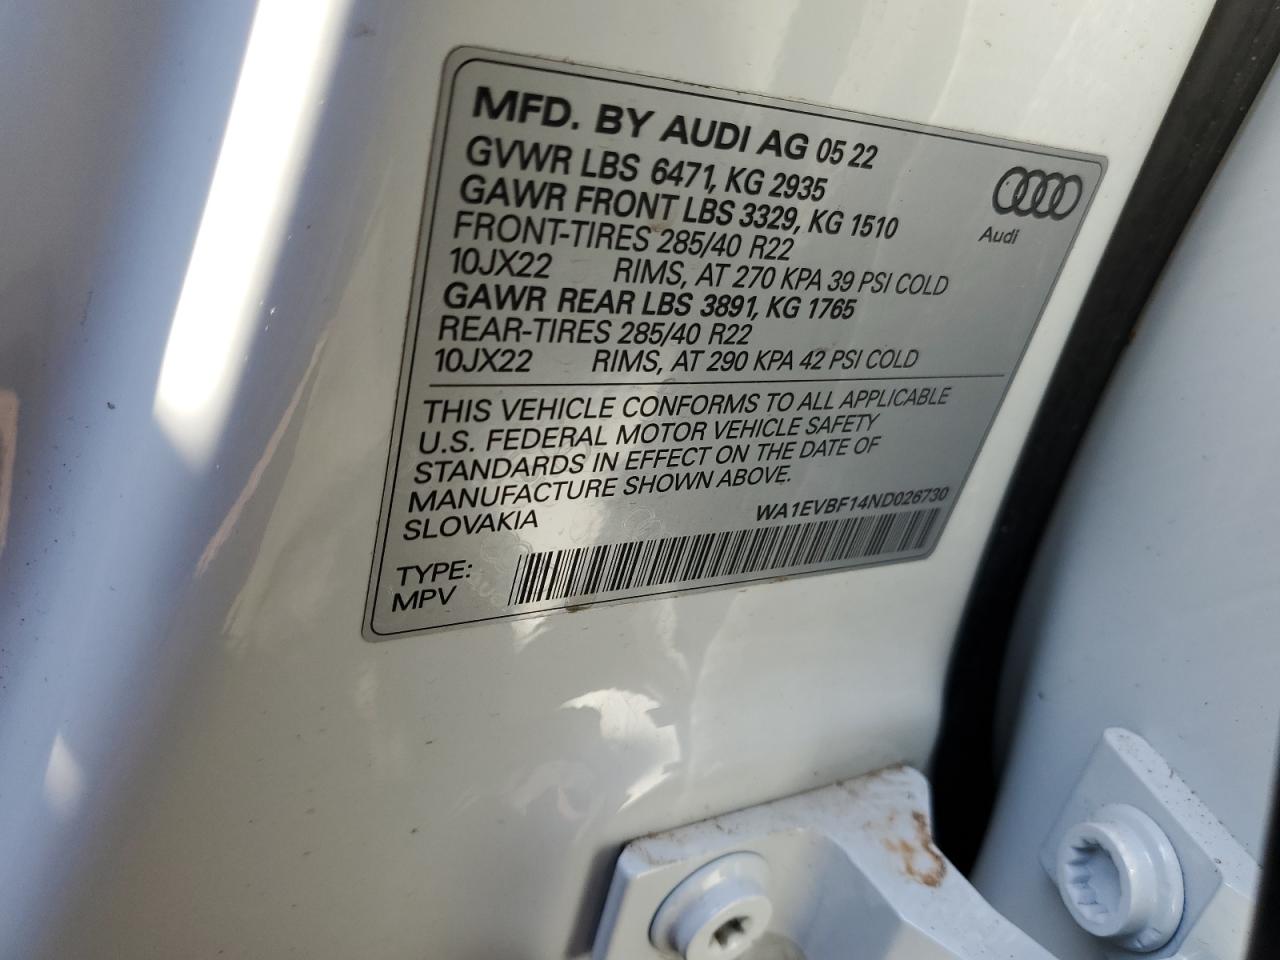 MFD. BY AUDI AG 05 22
GVWR LBS 6471, KG 2935
GAWR FRONT LBS 3329, KG 1510
FRONT-TIRES 285/40 R22
10JX22 RIMS, AT 270 KPA 39 PSI COLD
GAWR REAR LBS 3891, KG 1765
REAR-TIRES 285/40 R22
10JX22 RIMS, AT 290 KPA 42 PSI COLD
Audi
THIS VEHICLE CONFORMS TO ALL APPLICABLE
U.S. FEDERAL MOTOR VEHICLE SAFETY
STANDARDS IN EFFECT ON THE DATE OF
MANUFACTURE SHOWN ABOVE.
SLOVAKIA
WA1EVBF14ND026730
TYPE:
MPV